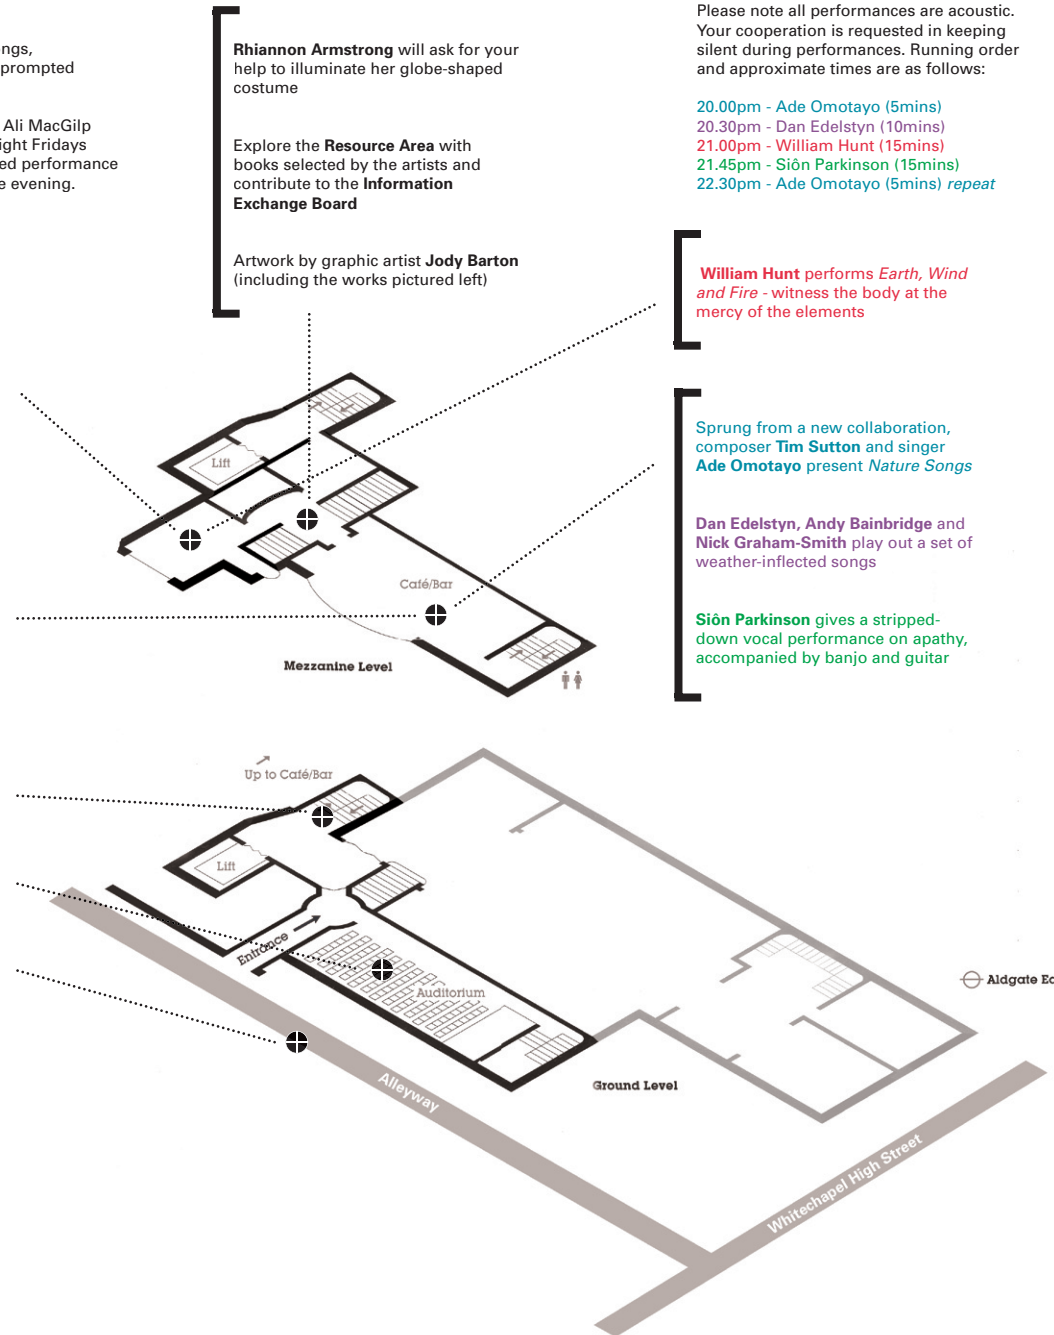 ngs,
prompted
Ali MacGilp
ight Fridays
ed performance
e evening.
Rhiannon Armstrong will ask for your
help to illuminate her globe-shaped
costume
Explore the Resource Area with
books selected by the artists and
contribute to the Information
Exchange Board
Artwork by graphic artist Jody Barton
(including the works pictured left)
Please note all performances are acoustic.
Your cooperation is requested in keeping
silent during performances. Running order
and approximate times are as follows:
20.00pm - Ade Omotayo (5mins)
20.30pm - Dan Edelstyn (10mins)
21.00pm - William Hunt (15mins)
21.45pm - Siôn Parkinson (15mins)
22.30pm - Ade Omotayo (5mins) repeat
William Hunt performs Earth, Wind
and Fire - witness the body at the
mercy of the elements
Sprung from a new collaboration,
composer Tim Sutton and singer
Ade Omotayo present Nature Songs
Dan Edelstyn, Andy Bainbridge and
Nick Graham-Smith play out a set of
weather-inflected songs
Siôn Parkinson gives a stripped-
down vocal performance on apathy,
accompanied by banjo and guitar
Lift
Café/Bar
Mezzanine Level
Up to Café/Bar
Lift
Entrance
Auditorium
Aldgate Ea
Ground Level
Alleyway
Whitechapel High Street